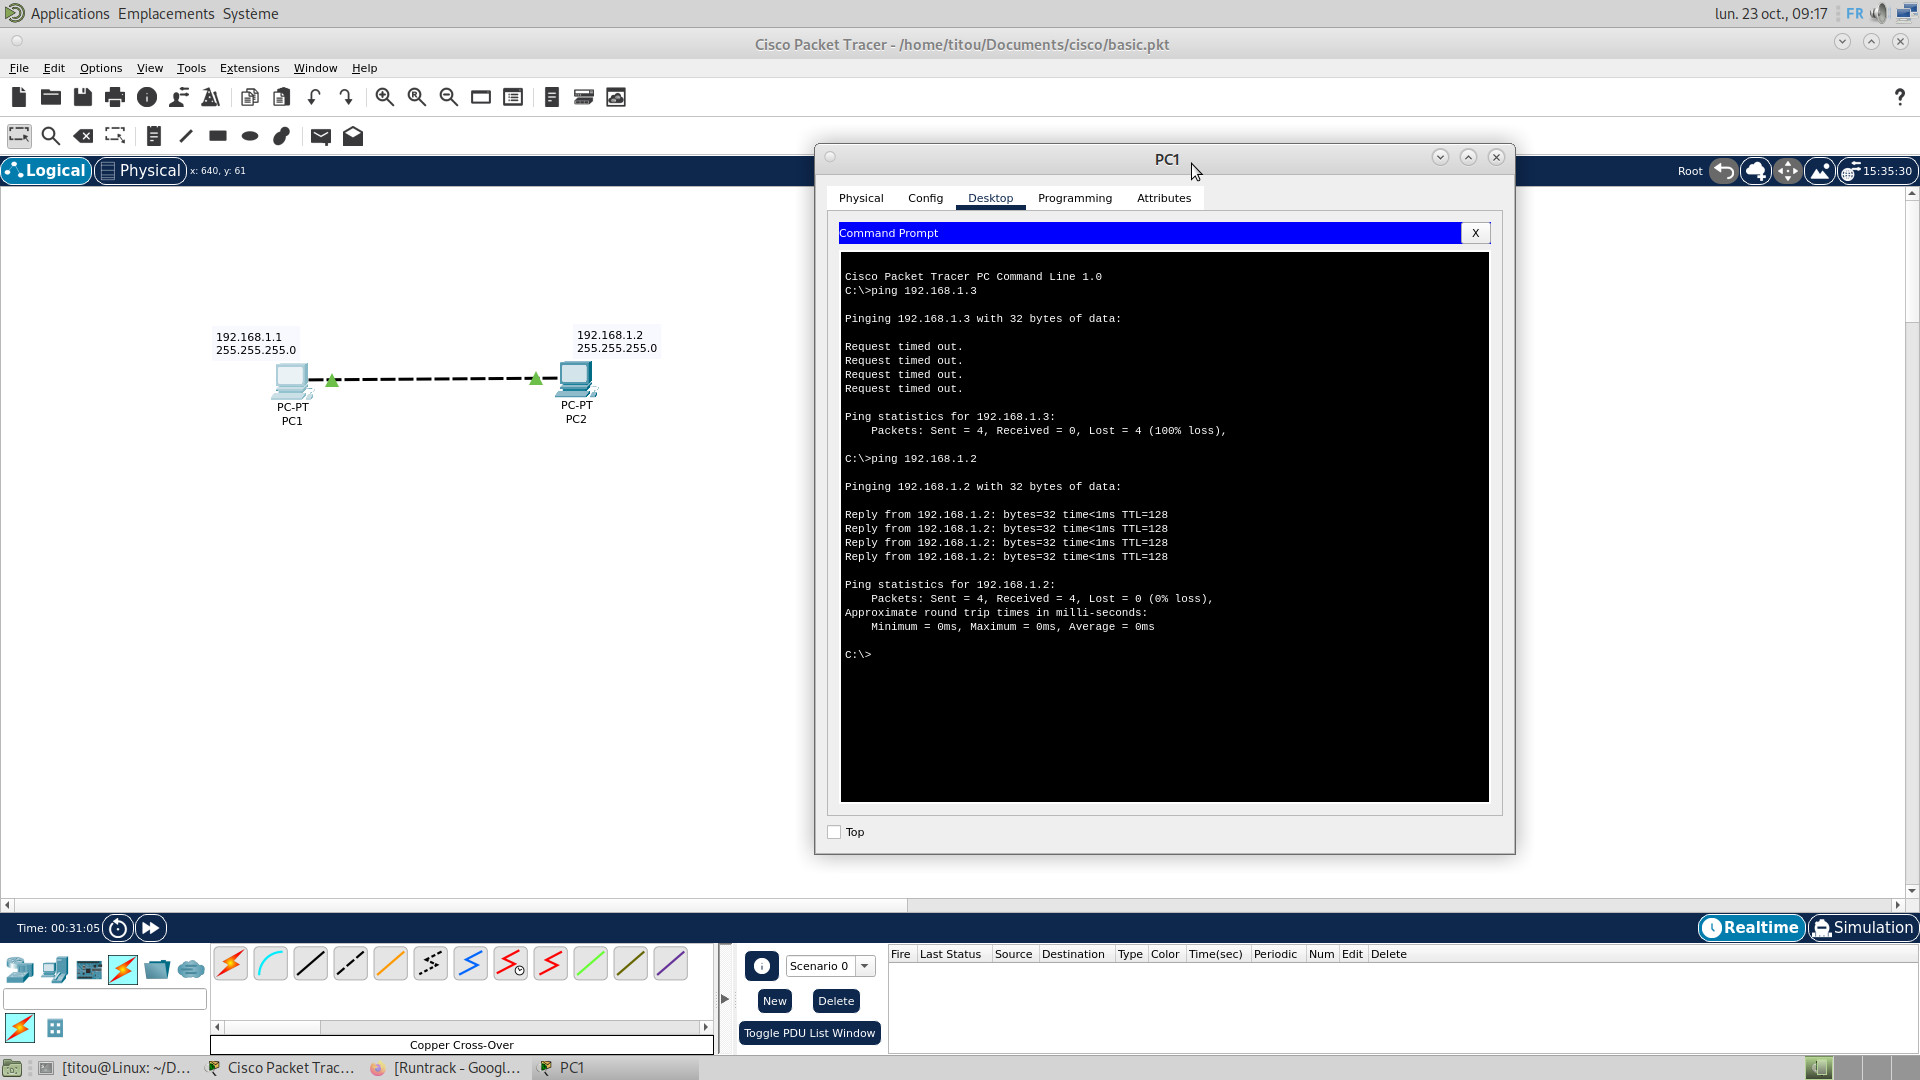 Applications Emplacements Système
lun. 23 oct., 09:17 FR
Cisco Packet Tracer - /home/titou/Documents/cisco/basic.pkt
File Edit Options View Tools Extensions Window Help
?
Logical Physical x: 640, y: 61
Root 15:35:30
PC1
Physical Config Desktop Programming Attributes
Command Prompt X
Cisco Packet Tracer PC Command Line 1.0
C:\>ping 192.168.1.3
Pinging 192.168.1.3 with 32 bytes of data:
Request timed out.
Request timed out.
Request timed out.
Request timed out.
Ping statistics for 192.168.1.3:
Packets: Sent = 4, Received = 0, Lost = 4 (100% loss),
C:\>ping 192.168.1.2
Pinging 192.168.1.2 with 32 bytes of data:
Reply from 192.168.1.2: bytes=32 time<1ms TTL=128
Reply from 192.168.1.2: bytes=32 time<1ms TTL=128
Reply from 192.168.1.2: bytes=32 time<1ms TTL=128
Reply from 192.168.1.2: bytes=32 time<1ms TTL=128
Ping statistics for 192.168.1.2:
Packets: Sent = 4, Received = 4, Lost = 0 (0% loss),
Approximate round trip times in milli-seconds:
Minimum = 0ms, Maximum = 0ms, Average = 0ms
C:\>
Top
192.168.1.1
255.255.255.0
PC-PT
PC1
192.168.1.2
255.255.255.0
PC-PT
PC2
Time: 00:31:05
Realtime Simulation
Copper Cross-Over
Scenario 0
New Delete
Toggle PDU List Window
Fire Last Status Source Destination Type Color Time(sec) Periodic Num Edit Delete
[titou@Linux: ~/D... Cisco Packet Trac... [Runtrack - Googl... PC1